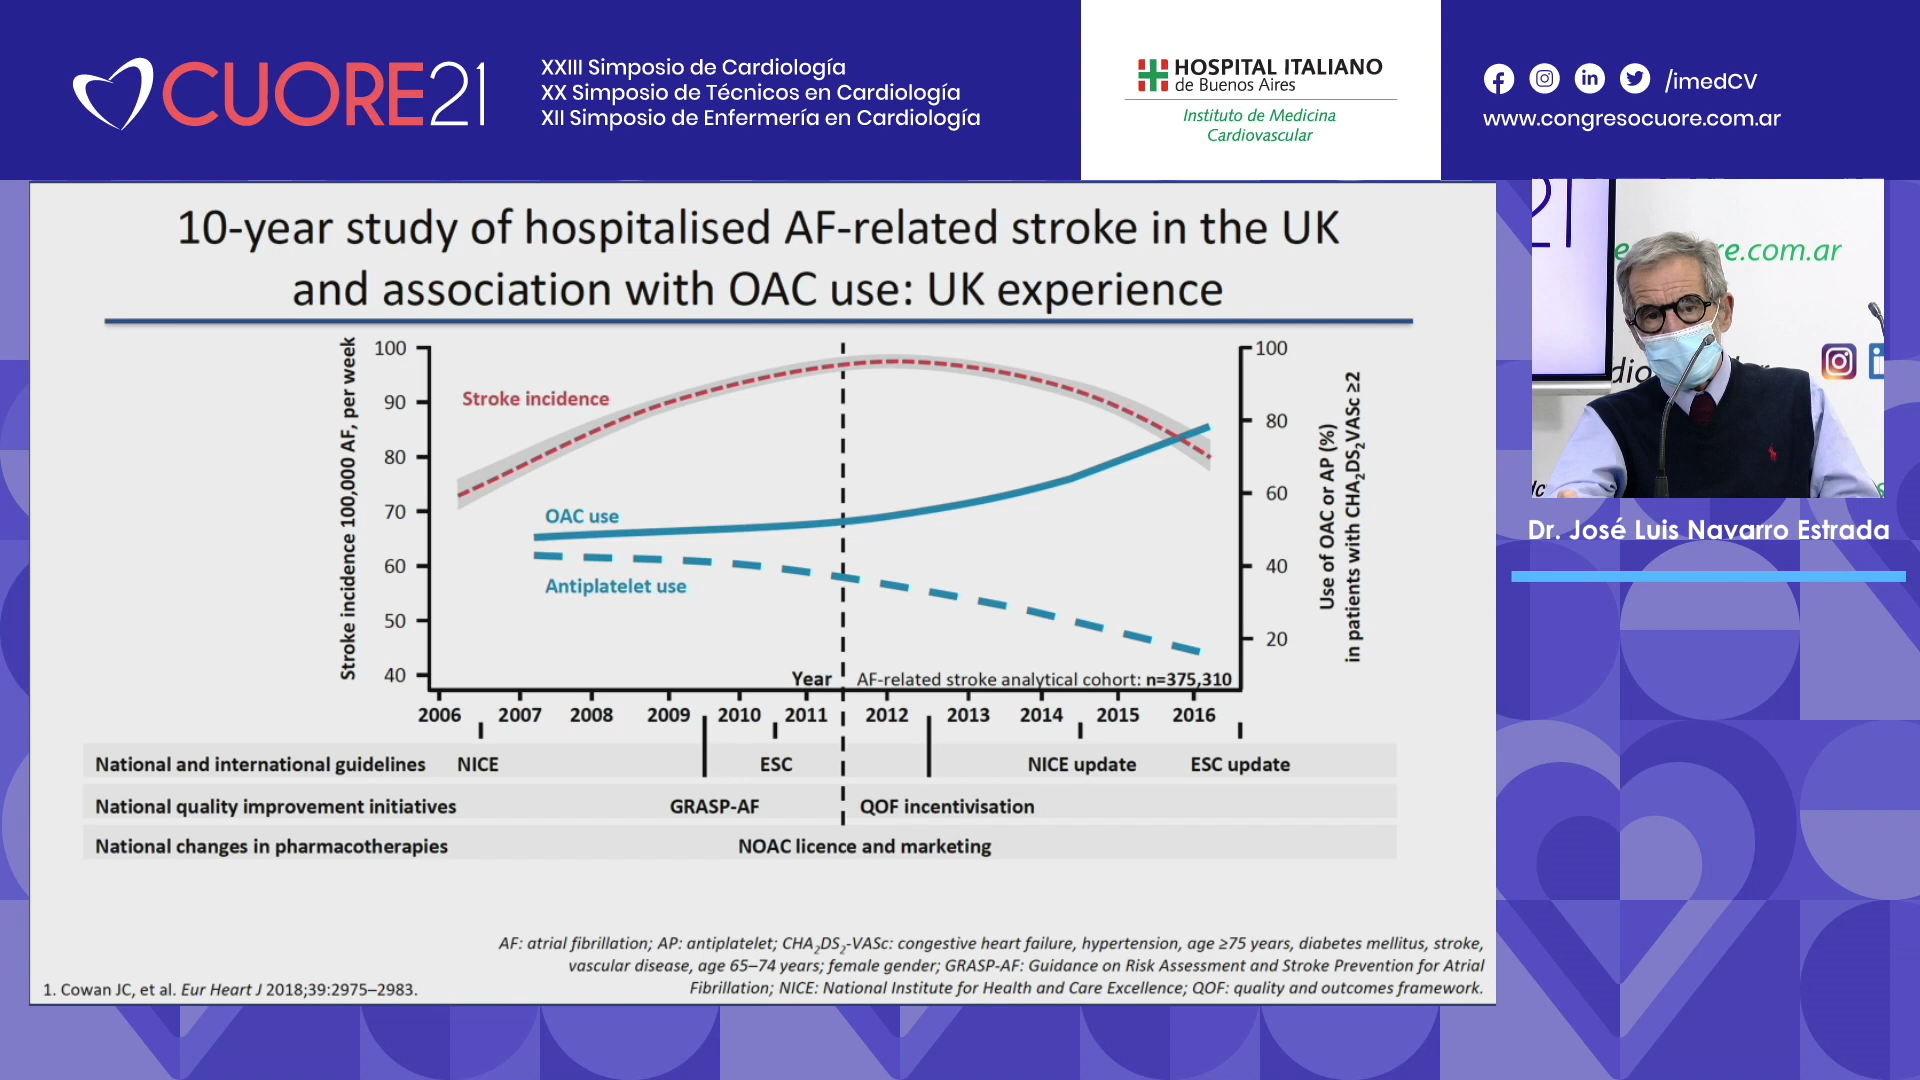 CUORE21
XXIII Simposio de Cardiología
XX Simposio de Técnicos en Cardiología
XII Simposio de Enfermería en Cardiología
HOSPITAL ITALIANO
de Buenos Aires
Instituto de Medicina
Cardiovascular
/imedCV
www.congresocuore.com.ar
10-year study of hospitalised AF-related stroke in the UK
and association with OAC use: UK experience
Stroke incidence 100,000 AF, per week
100
90
80
70
60
50
40
Stroke incidence
OAC use
Antiplatelet use
100
80
60
40
20
Use of OAC or AP (%)
in patients with CHA₂DS₂VASc ≥2
Year
AF-related stroke analytical cohort: n=375,310
2006 2007 2008 2009 2010 2011 2012 2013 2014 2015 2016
National and international guidelines NICE ESC NICE update ESC update
National quality improvement initiatives GRASP-AF QOF incentivisation
National changes in pharmacotherapies NOAC licence and marketing
AF: atrial fibrillation; AP: antiplatelet; CHA₂DS₂-VASc: congestive heart failure, hypertension, age ≥75 years, diabetes mellitus, stroke,
vascular disease, age 65–74 years; female gender; GRASP-AF: Guidance on Risk Assessment and Stroke Prevention for Atrial
Fibrillation; NICE: National Institute for Health and Care Excellence; QOF: quality and outcomes framework.
1. Cowan JC, et al. Eur Heart J 2018;39:2975–2983.
21
re.com.ar
Dr. José Luis Navarro Estrada